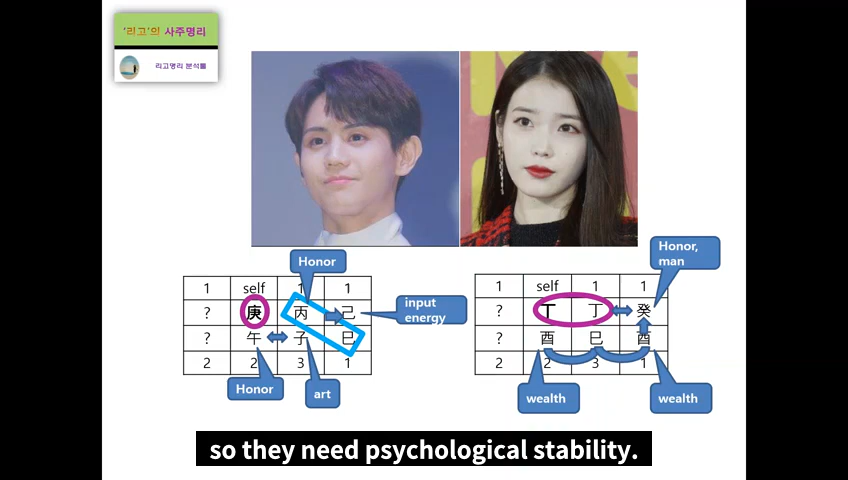 '리고'의 사주명리
리고명리 분석툴
Honor
1 self 1 1
? 庚 丙 己
? 午 子 巳
2 2 3 1
input
energy
Honor
art
Honor,
man
1 self 1 1
? 丁 丁 癸
? 酉 巳 酉
2 2 3 1
wealth
wealth
so they need psychological stability.